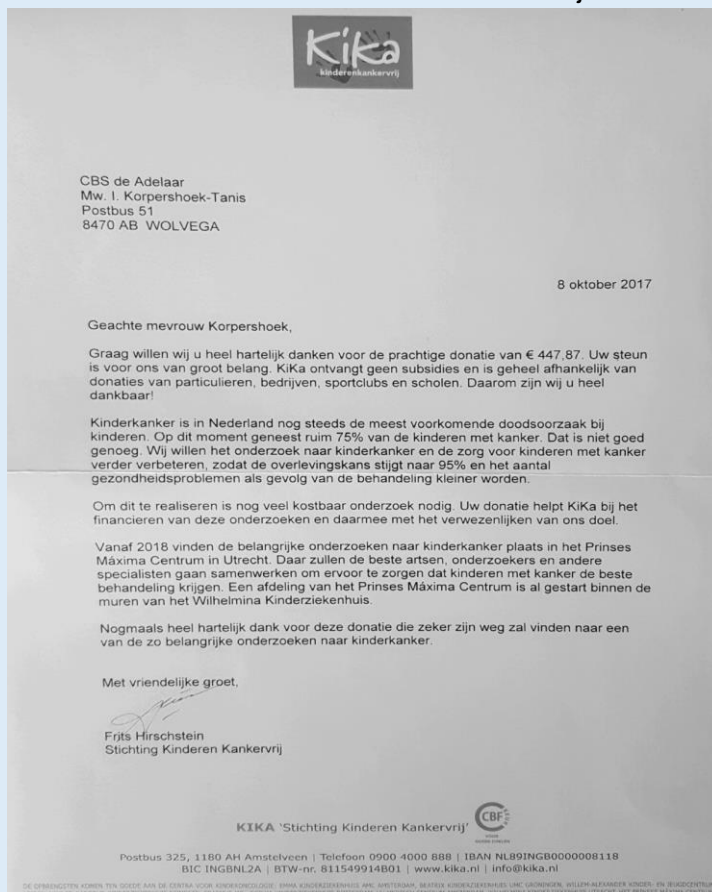 KiKa
kinderenkankervrij
CBS de Adelaar
Mw. I. Korpershoek-Tanis
Postbus 51
8470 AB WOLVEGA
8 oktober 2017
Geachte mevrouw Korpershoek,
Graag willen wij u heel hartelijk danken voor de prachtige donatie van € 447,87. Uw steun
is voor ons van groot belang. KiKa ontvangt geen subsidies en is geheel afhankelijk van
donaties van particulieren, bedrijven, sportclubs en scholen. Daarom zijn wij u heel
dankbaar!
Kinderkanker is in Nederland nog steeds de meest voorkomende doodsoorzaak bij
kinderen. Op dit moment geneest ruim 75% van de kinderen met kanker. Dat is niet goed
genoeg. Wij willen het onderzoek naar kinderkanker en de zorg voor kinderen met kanker
verder verbeteren, zodat de overlevingskans stijgt naar 95% en het aantal
gezondheidsproblemen als gevolg van de behandeling kleiner worden.
Om dit te realiseren is nog veel kostbaar onderzoek nodig. Uw donatie helpt KiKa bij het
financieren van deze onderzoeken en daarmee met het verwezenlijken van ons doel.
Vanaf 2018 vinden de belangrijke onderzoeken naar kinderkanker plaats in het Prinses
Máxima Centrum in Utrecht. Daar zullen de beste artsen, onderzoekers en andere
specialisten gaan samenwerken om ervoor te zorgen dat kinderen met kanker de beste
behandeling krijgen. Een afdeling van het Prinses Máxima Centrum is al gestart binnen de
muren van het Wilhelmina Kinderziekenhuis.
Nogmaals heel hartelijk dank voor deze donatie die zeker zijn weg zal vinden naar een
van de zo belangrijke onderzoeken naar kinderkanker.
Met vriendelijke groet,
Frits Hirschstein
Stichting Kinderen Kankervrij
CBF
KIKA 'Stichting Kinderen Kankervrij'
Postbus 325, 1180 AH Amstelveen | Telefoon 0900 4000 888 | IBAN NL89INGB0000008118
BIC INGBNL2A | BTW-nr. 811549914B01 | www.kika.nl | info@kika.nl